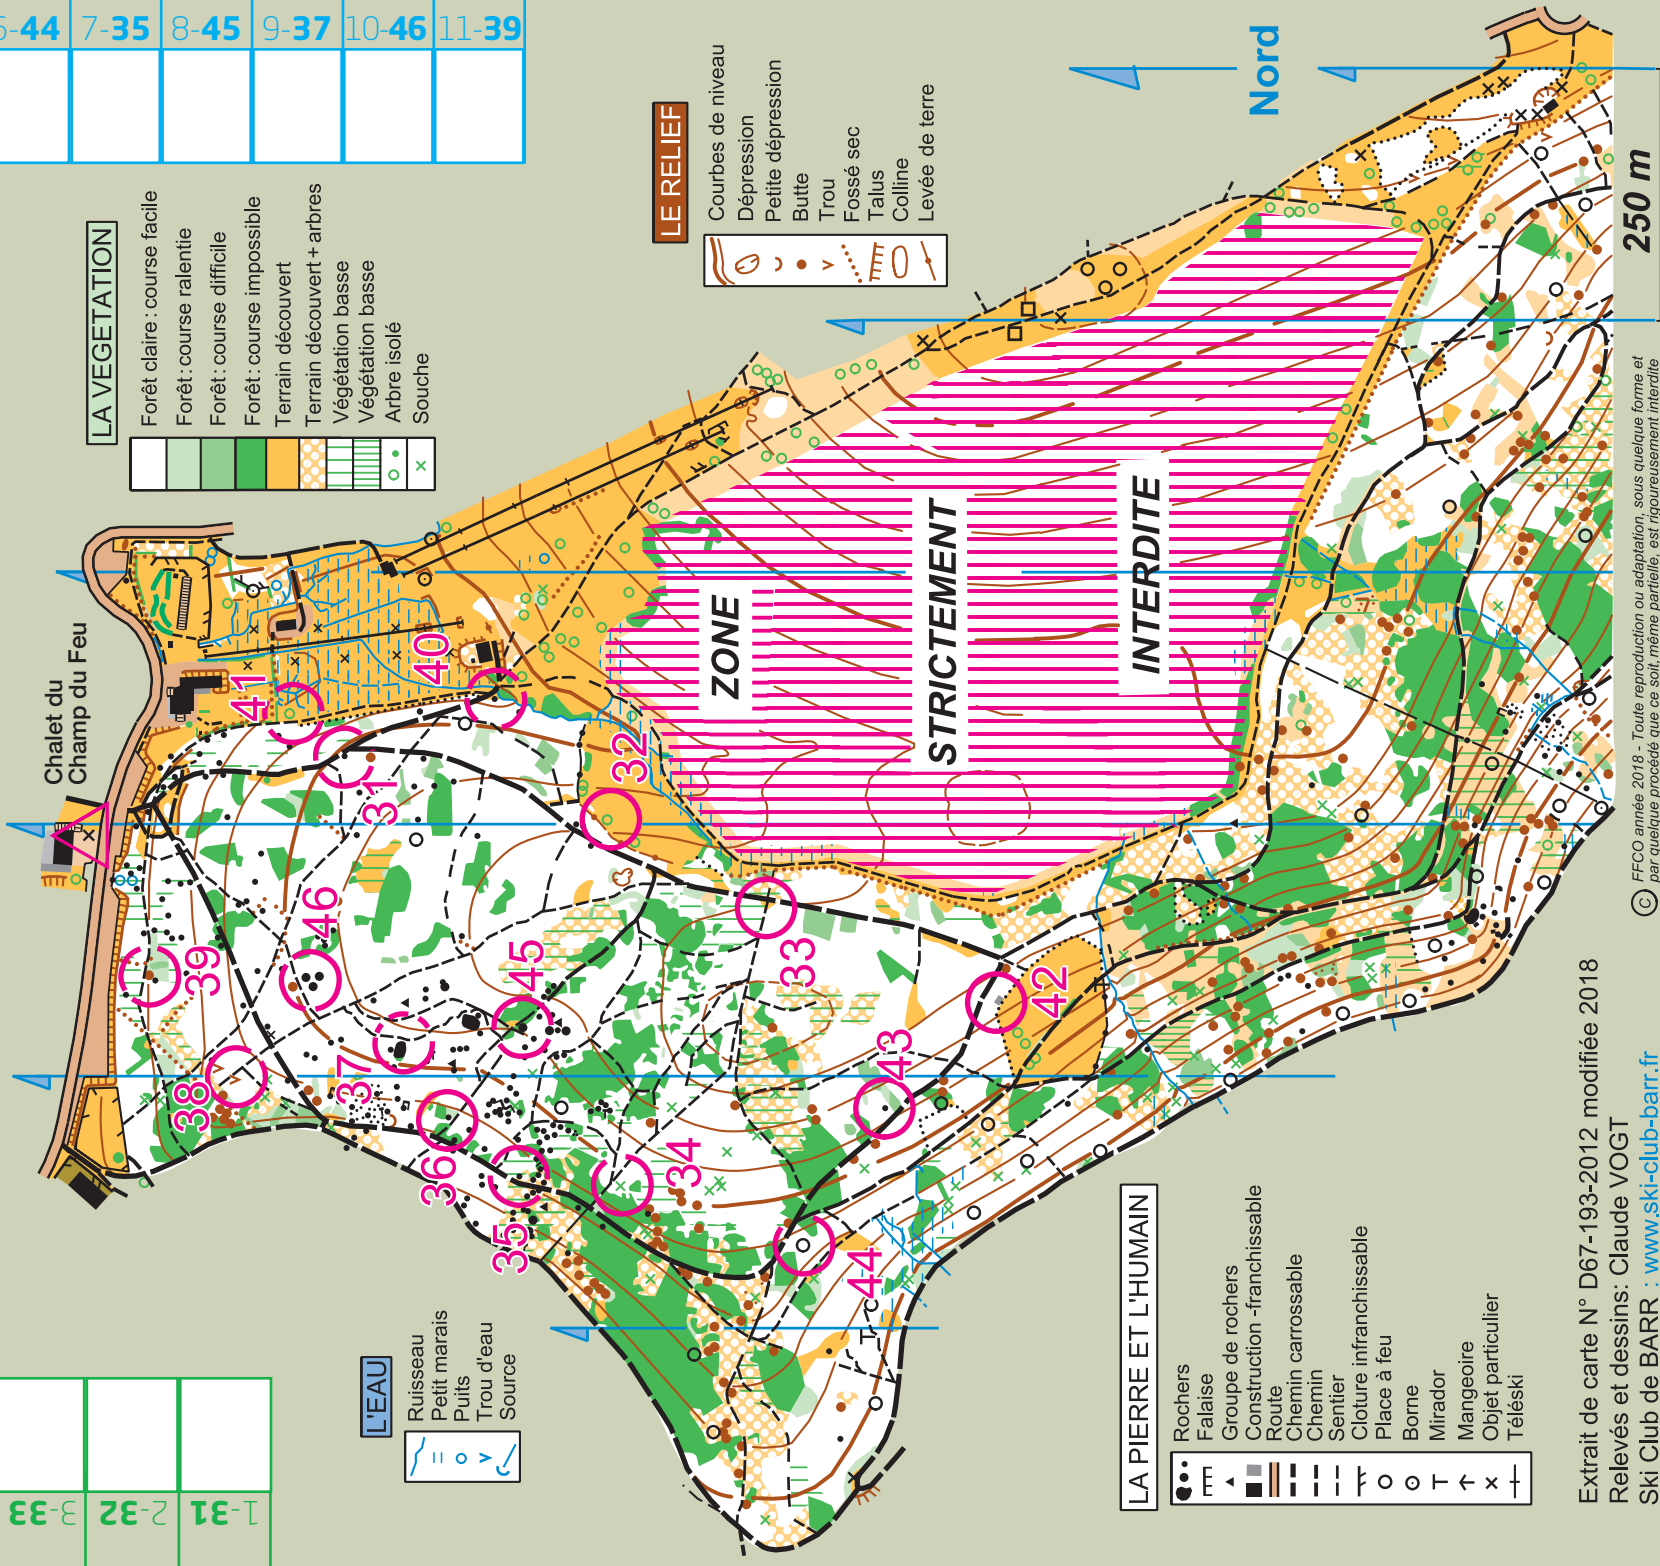 6-44
7-35
8-45
9-37
10-46
11-39
Nord
LE RELIEF
Courbes de niveau
Dépression
Petite dépression
Butte
Trou
Fossé sec
Talus
Colline
Levée de terre
LA VEGETATION
Forêt claire : course facile
Forêt : course ralentie
Forêt : course difficile
Forêt : course impossible
Terrain découvert
Terrain découvert + arbres
Végétation basse
Végétation basse
Arbre isolé
Souche
Chalet du
Champ du Feu
41
40
31
32
46
39
45
33
38
37
42
43
36
34
35
44
ZONE
STRICTEMENT
INTERDITE
250 m
© FFCO année 2018 - Toute reproduction ou adaptation, sous quelque forme et
par quelque procédé que ce soit, même partielle, est rigoureusement interdite
L'EAU
Ruisseau
Petit marais
Puits
Trou d'eau
Source
LA PIERRE ET L'HUMAIN
Rochers
Falaise
Groupe de rochers
Construction -franchissable
Route
Chemin carrossable
Chemin
Sentier
Cloture infranchissable
Place à feu
Borne
Mirador
Mangeoire
Objet particulier
Téléski
Extrait de carte N° D67-193-2012 modifiée 2018
Relevés et dessins: Claude VOGT
Ski Club de BARR : www.ski-club-barr.fr
3-33
2-32
1-31